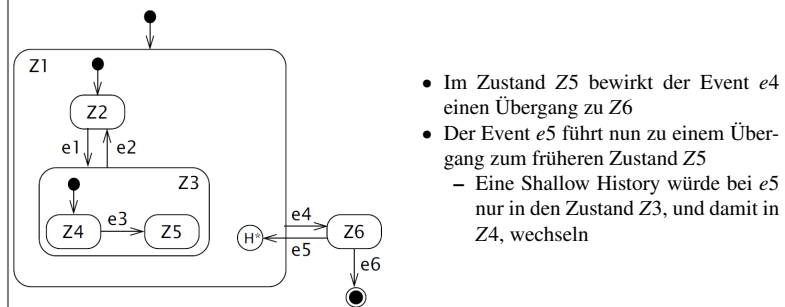 Z1
Z2
e1
e2
Z3
Z4
e3
Z5
e4
H*
e5
Z6
e6
• Im Zustand Z5 bewirkt der Event e4
einen Übergang zu Z6
• Der Event e5 führt nun zu einem Über-
gang zum früheren Zustand Z5
– Eine Shallow History würde bei e5
nur in den Zustand Z3, und damit in
Z4, wechseln